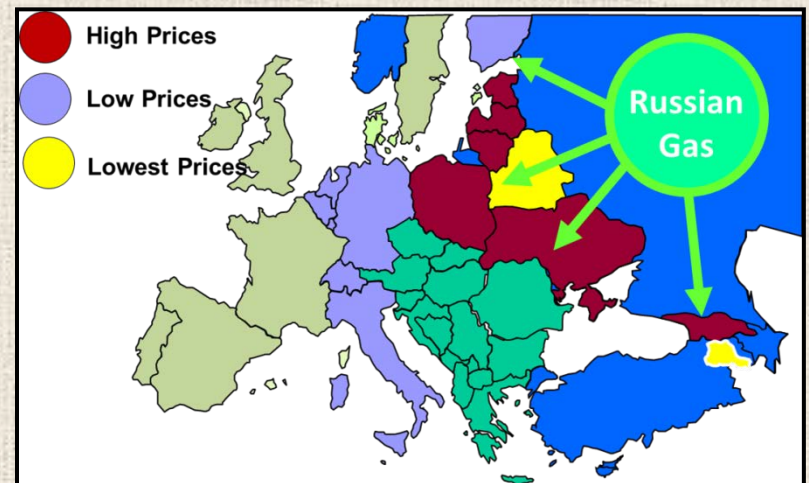 High Prices
Low Prices
Lowest Prices
Russian
Gas